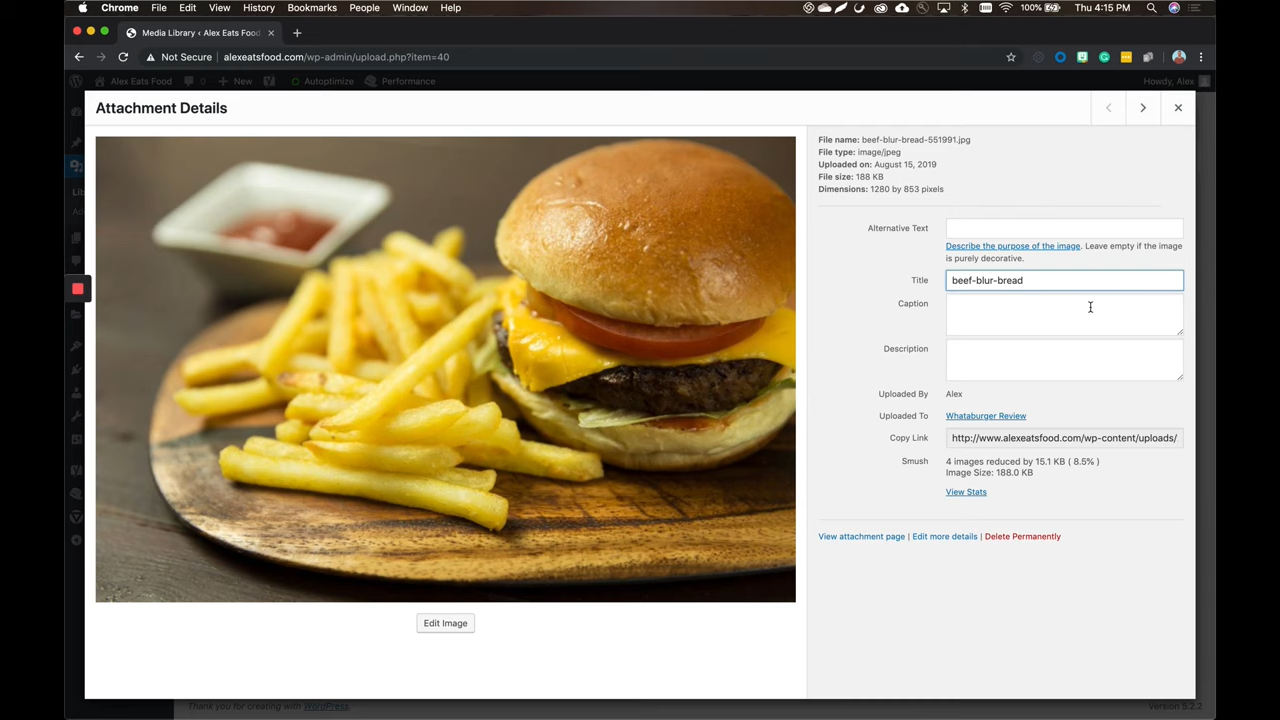 Chrome File Edit View History Bookmarks People Window Help 100% Thu 4:15 PM
Media Library ‹ Alex Eats Food
Not Secure alexeatsfood.com/wp-admin/upload.php?item=40
Alex Eats Food 0 New Autoptimize Performance Howdy, Alex
Attachment Details
File name: beef-blur-bread-551991.jpg
File type: image/jpeg
Uploaded on: August 15, 2019
File size: 188 KB
Dimensions: 1280 by 853 pixels
Alternative Text
Describe the purpose of the image. Leave empty if the image
is purely decorative.
Title beef-blur-bread
Caption
Description
Uploaded By Alex
Uploaded To Whataburger Review
Copy Link http://www.alexeatsfood.com/wp-content/uploads/
Smush 4 images reduced by 15.1 KB ( 8.5% )
Image Size: 188.0 KB
View Stats
View attachment page | Edit more details | Delete Permanently
Edit Image
Thank you for creating with WordPress. Version 5.2.2